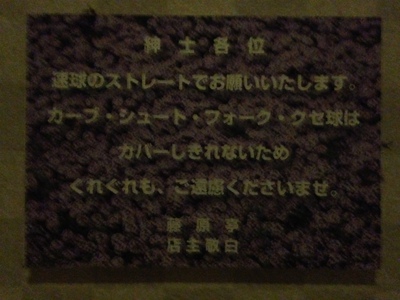 紳士各位
速球のストレートでお願いいたします。
カーブ・シュート・フォーク・クセ球は
カバーしきれないため
くれぐれも、ご遠慮くださいませ。
藤原亭
店主敬白